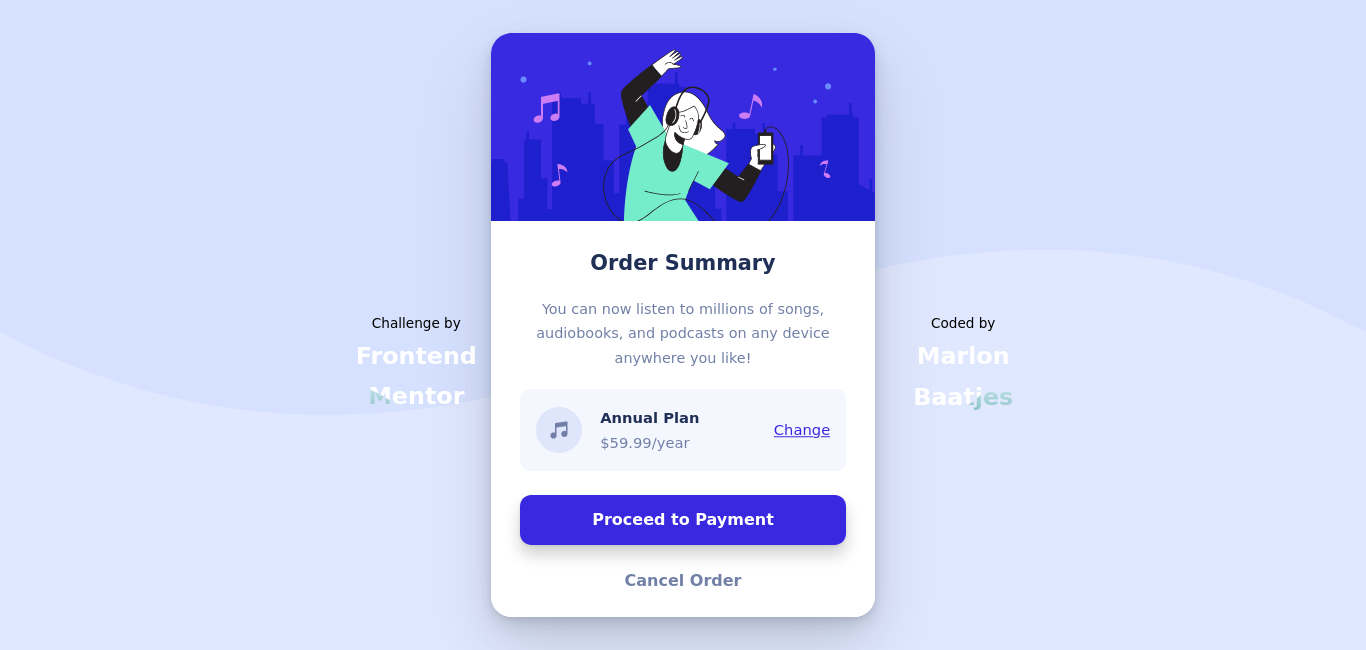 Order Summary
You can now listen to millions of songs,
audiobooks, and podcasts on any device
anywhere you like!
Annual Plan
$59.99/year
Change
Proceed to Payment
Cancel Order
Challenge by
Frontend
Mentor
Coded by
Marlon
Baatjes